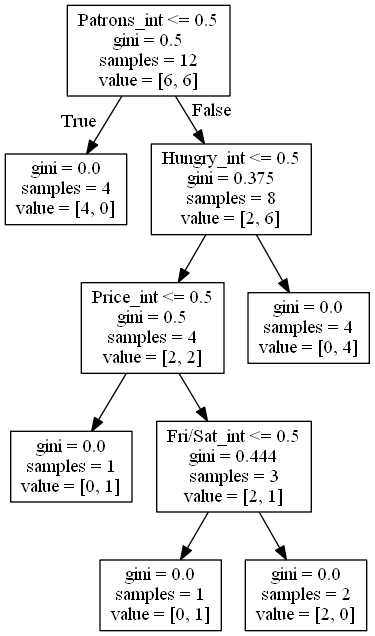 Patrons_int <= 0.5
gini = 0.5
samples = 12
value = [6, 6]
True
False
gini = 0.0
samples = 4
value = [4, 0]
Hungry_int <= 0.5
gini = 0.375
samples = 8
value = [2, 6]
Price_int <= 0.5
gini = 0.5
samples = 4
value = [2, 2]
gini = 0.0
samples = 4
value = [0, 4]
gini = 0.0
samples = 1
value = [0, 1]
Fri/Sat_int <= 0.5
gini = 0.444
samples = 3
value = [2, 1]
gini = 0.0
samples = 1
value = [0, 1]
gini = 0.0
samples = 2
value = [2, 0]